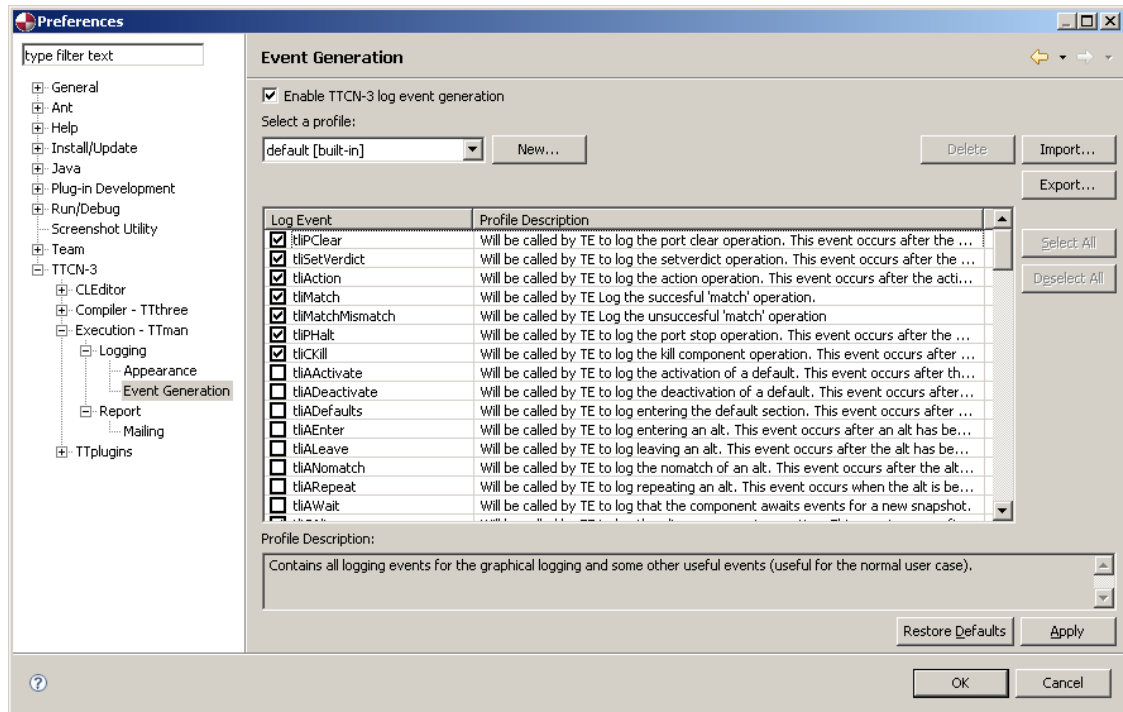 Preferences
type filter text
General
Ant
Help
Install/Update
Java
Plug-in Development
Run/Debug
Screenshot Utility
Team
TTCN-3
CLEditor
Compiler - TTthree
Execution - TTman
Logging
Appearance
Event Generation
Report
Mailing
TTplugins
Event Generation
Enable TTCN-3 log event generation
Select a profile:
default [built-in] New... Delete Import...
Export...
Log Event Profile Description
tliPClear Will be called by TE to log the port clear operation. This event occurs after the ...
tliSetVerdict Will be called by TE to log the setverdict operation. This event occurs after the ...
tliAction Will be called by TE to log the action operation. This event occurs after the acti...
tliMatch Will be called by TE Log the succesful 'match' operation.
tliMatchMismatch Will be called by TE Log the unsuccesful 'match' operation
tliPHalt Will be called by TE to log the port stop operation. This event occurs after the ...
tliCKill Will be called by TE to log the kill component operation. This event occurs after ...
tliAActivate Will be called by TE to log the activation of a default. This event occurs after th...
tliADeactivate Will be called by TE to log the deactivation of a default. This event occurs after...
tliADefaults Will be called by TE to log entering the default section. This event occurs after ...
tliAEnter Will be called by TE to log entering an alt. This event occurs after an alt has be...
tliALeave Will be called by TE to log leaving an alt. This event occurs after the alt has be...
tliANomatch Will be called by TE to log the nomatch of an alt. This event occurs after the alt...
tliARepeat Will be called by TE to log repeating an alt. This event occurs when the alt is be...
tliAWait Will be called by TE to log that the component awaits events for a new snapshot.
Select All
Deselect All
Profile Description:
Contains all logging events for the graphical logging and some other useful events (useful for the normal user case).
Restore Defaults Apply
OK Cancel